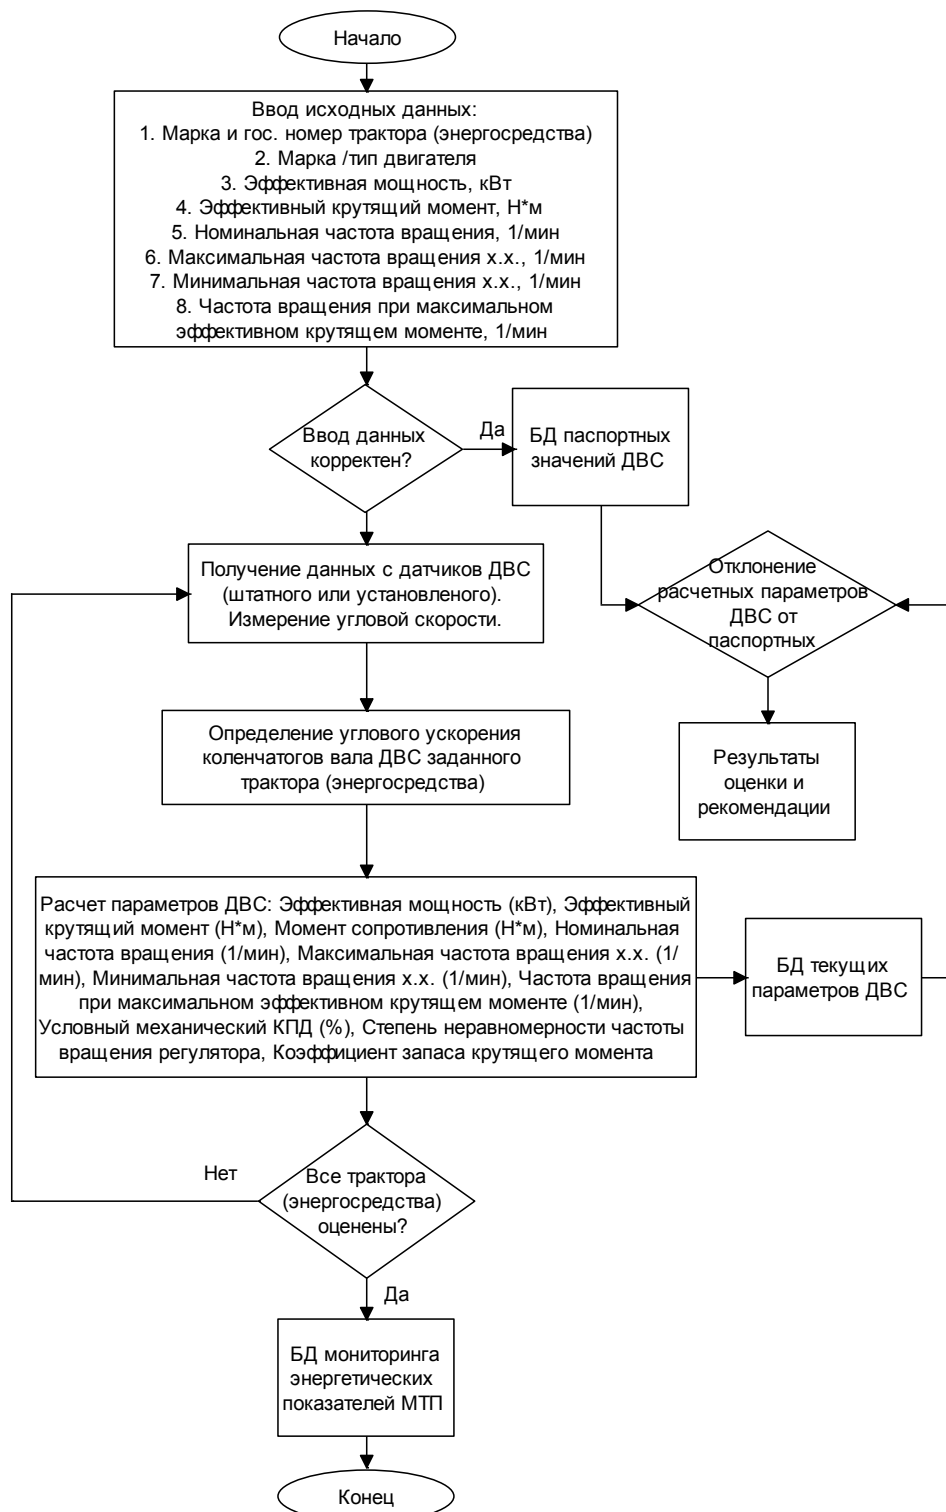 Начало
Ввод исходных данных:
1. Марка и гос. номер трактора (энергосредства)
2. Марка /тип двигателя
3. Эффективная мощность, кВт
4. Эффективный крутящий момент, Н*м
5. Номинальная частота вращения, 1/мин
6. Максимальная частота вращения х.х., 1/мин
7. Минимальная частота вращения х.х., 1/мин
8. Частота вращения при максимальном
эффективном крутящем моменте, 1/мин
Ввод данных
корректен?
Да
БД паспортных
значений ДВС
Получение данных с датчиков ДВС
(штатного или установленого).
Измерение угловой скорости.
Отклонение
расчетных параметров
ДВС от
паспортных
Определение углового ускорения
коленчатогов вала ДВС заданного
трактора (энергосредства)
Результаты
оценки и
рекомендации
Расчет параметров ДВС: Эффективная мощность (кВт), Эффективный
крутящий момент (Н*м), Момент сопротивления (Н*м), Номинальная
частота вращения (1/мин), Максимальная частота вращения х.х. (1/
мин), Минимальная частота вращения х.х. (1/мин), Частота вращения
при максимальном эффективном крутящем моменте (1/мин),
Условный механический КПД (%), Степень неравномерности частоты
вращения регулятора, Коэффициент запаса крутящего момента
БД текущих
параметров ДВС
Нет
Все трактора
(энергосредства)
оценены?
Да
БД мониторинга
энергетических
показателей МТП
Конец